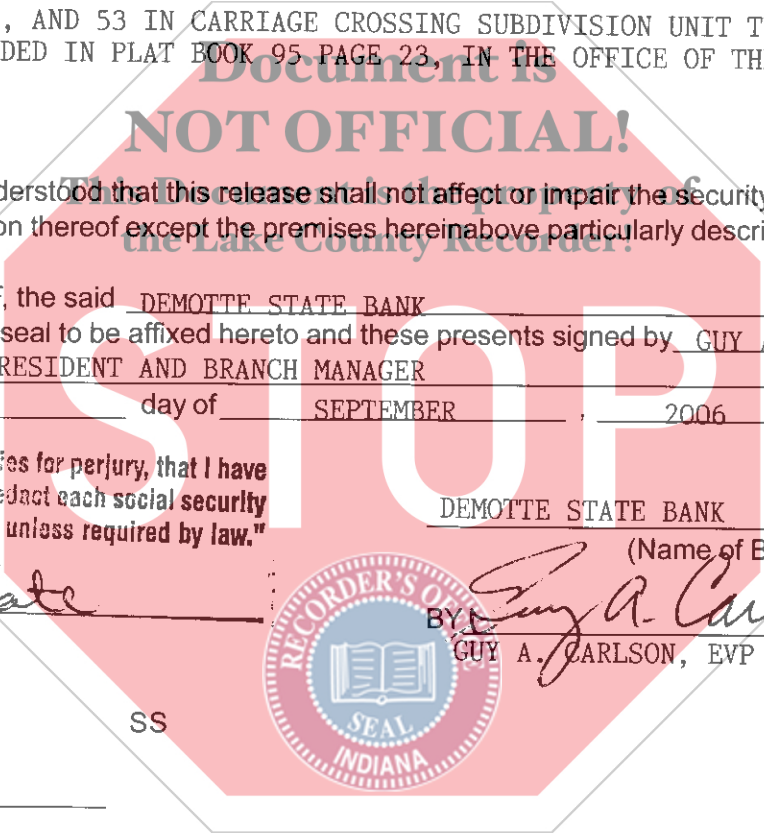 , AND 53 IN CARRIAGE CROSSING SUBDIVISION UNIT
DED IN PLAT BOOK 95 PAGE 23, IN THE OFFICE OF
Document is
NOT OFFICIAL!
This Document is the property of
the Lake County Recorder!
derstood that this release shall not affect or impair the security
on thereof except the premises hereinabove particularly descri
, the said DEMOTTE STATE BANK
seal to be affixed hereto and these presents signed by GUY
RESIDENT AND BRANCH MANAGER
day of SEPTEMBER , 2006
STOP
es for perjury, that I have
edact each social security
unless required by law."
DEMOTTE STATE BANK
(Name of B
BY Guy A. Car
GUY A. CARLSON, EVP
RECORDER'S OFFICE
SEAL
INDIANA
SS